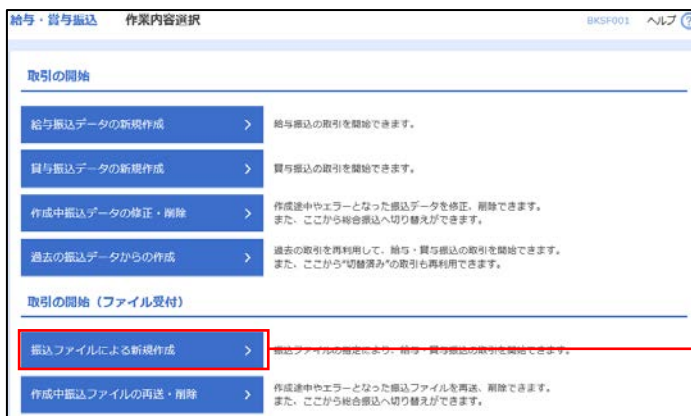 給与・賞与振込 作業内容選択 BKSF001 ヘルプ ?
取引の開始
給与振込データの新規作成 > 給与振込の取引を開始できます。
賞与振込データの新規作成 > 賞与振込の取引を開始できます。
作成中振込データの修正・削除 > 作成途中やエラーとなった振込データを修正、削除できます。
また、ここから総合振込へ切り替えができます。
過去の振込データからの作成 > 過去の取引を再利用して、給与・賞与振込の取引を開始できます。
また、ここから"切替済み"の取引も再利用できます。
取引の開始（ファイル受付）
振込ファイルによる新規作成 > 振込ファイルの指定により、給与・賞与振込の取引を開始できます。
作成中振込ファイルの再送・削除 > 作成途中やエラーとなった振込ファイルを再送、削除できます。
また、ここから総合振込へ切り替えができます。